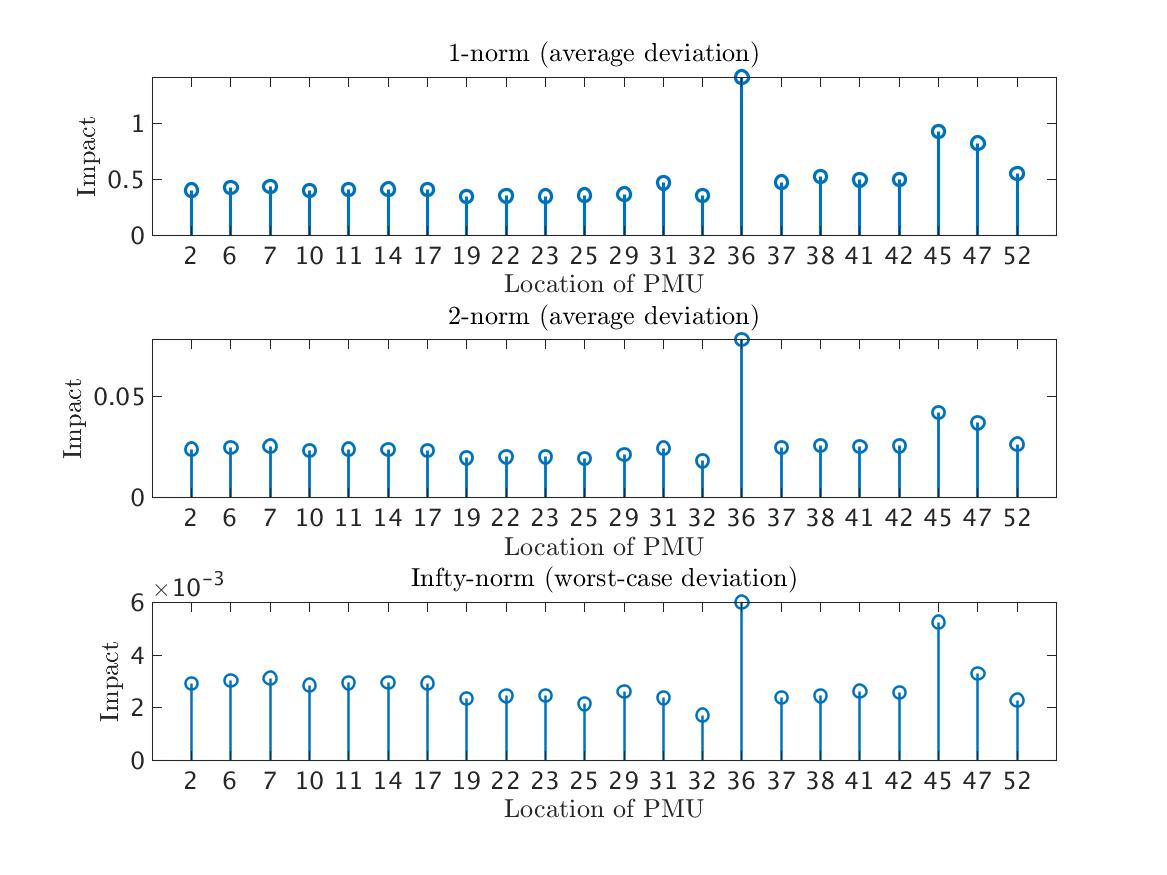 1-norm (average deviation)
Impact
1
0.5
0
2 6 7 10 11 14 17 19 22 23 25 29 31 32 36 37 38 41 42 45 47 52
Location of PMU
2-norm (average deviation)
Impact
0.05
0
2 6 7 10 11 14 17 19 22 23 25 29 31 32 36 37 38 41 42 45 47 52
Location of PMU
Infty-norm (worst-case deviation)
×10⁻³
Impact
6
4
2
0
2 6 7 10 11 14 17 19 22 23 25 29 31 32 36 37 38 41 42 45 47 52
Location of PMU